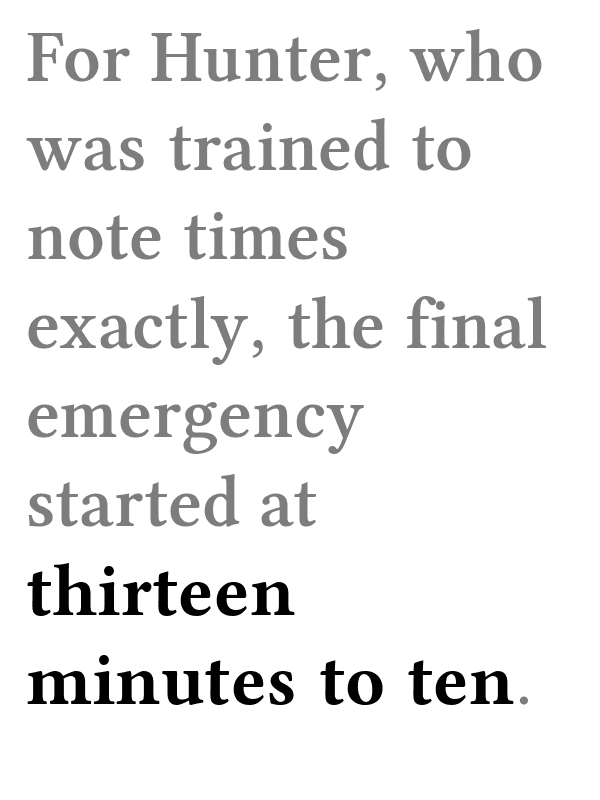 For Hunter, who
was trained to
note times
exactly, the final
emergency
started at
thirteen
minutes to ten.